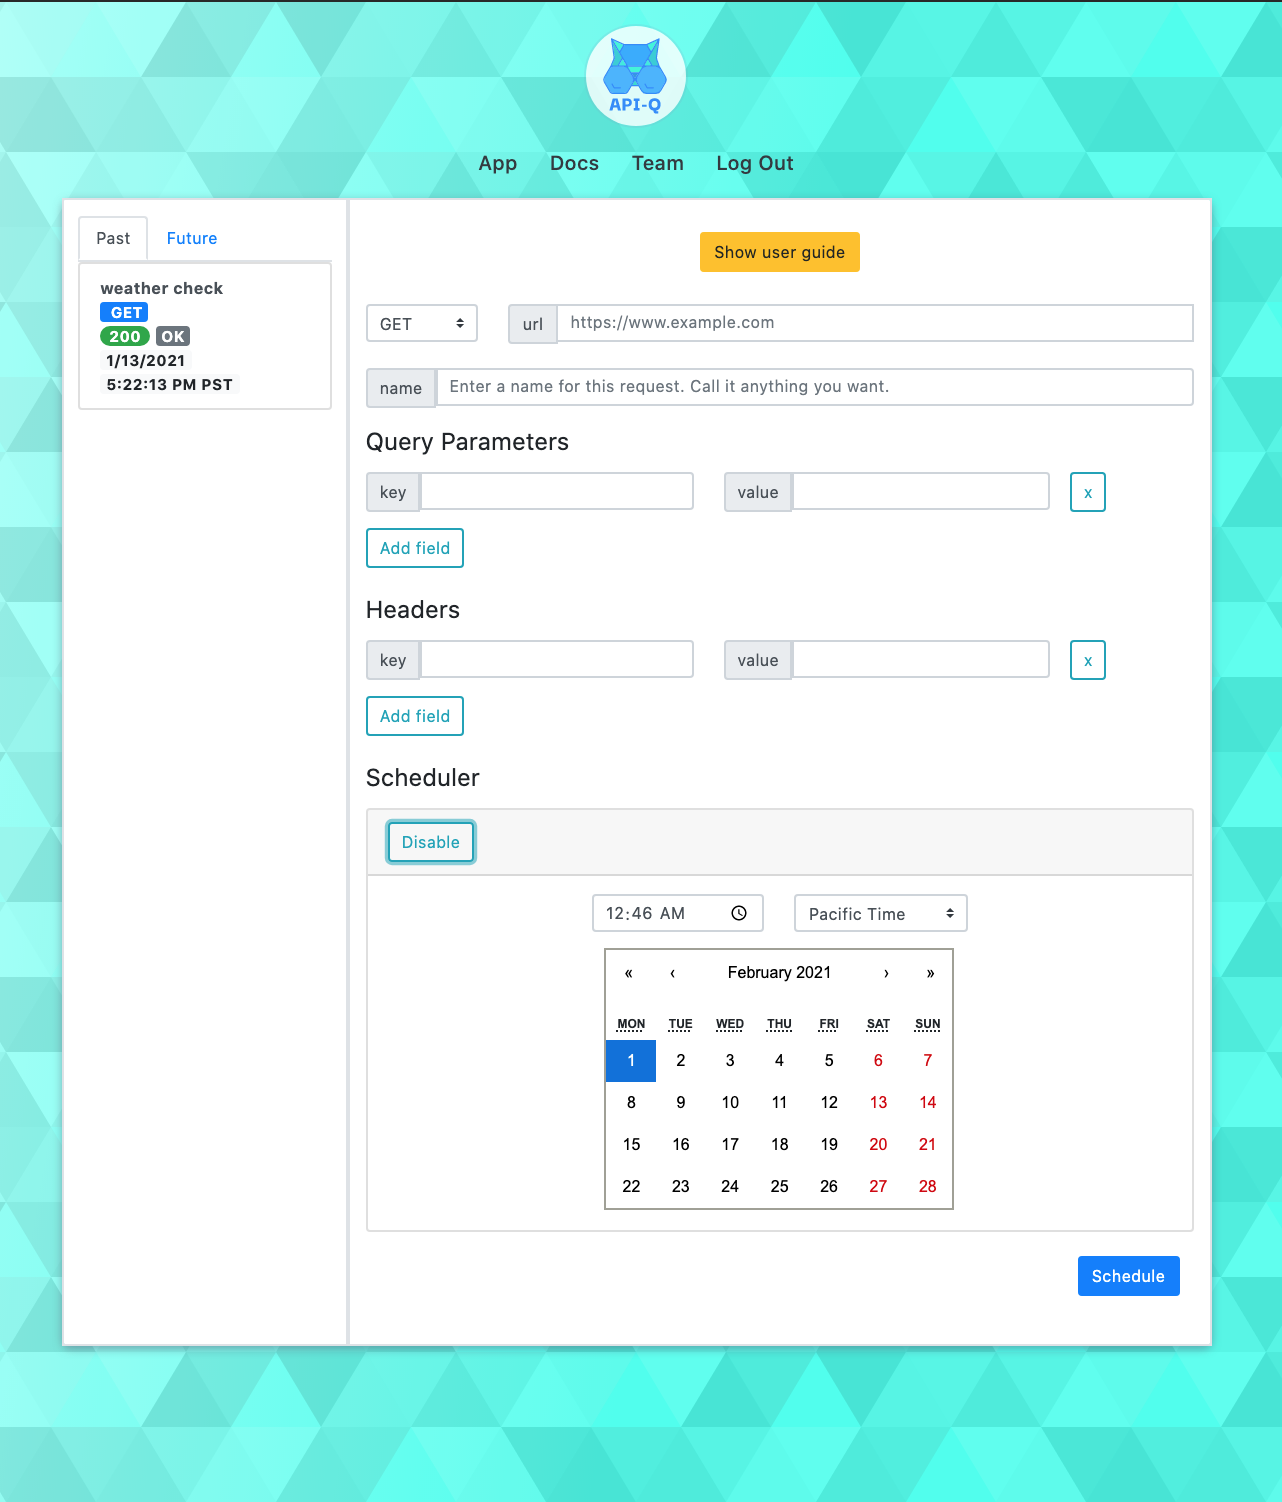 API-Q
App Docs Team Log Out
Past Future
weather check
GET
200 OK
1/13/2021
5:22:13 PM PST
Show user guide
GET url https://www.example.com
name Enter a name for this request. Call it anything you want.
Query Parameters
key value x
Add field
Headers
key value x
Add field
Scheduler
Disable
12:46 AM Pacific Time
« ‹ February 2021 › »
MON TUE WED THU FRI SAT SUN
1 2 3 4 5 6 7
8 9 10 11 12 13 14
15 16 17 18 19 20 21
22 23 24 25 26 27 28
Schedule